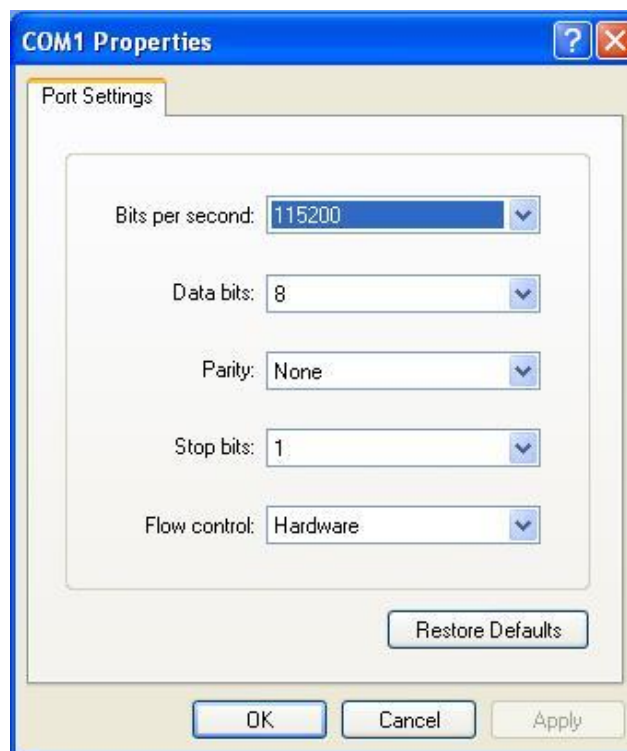 COM1 Properties
Port Settings
Bits per second: 115200
Data bits: 8
Parity: None
Stop bits: 1
Flow control: Hardware
Restore Defaults
OK Cancel Apply